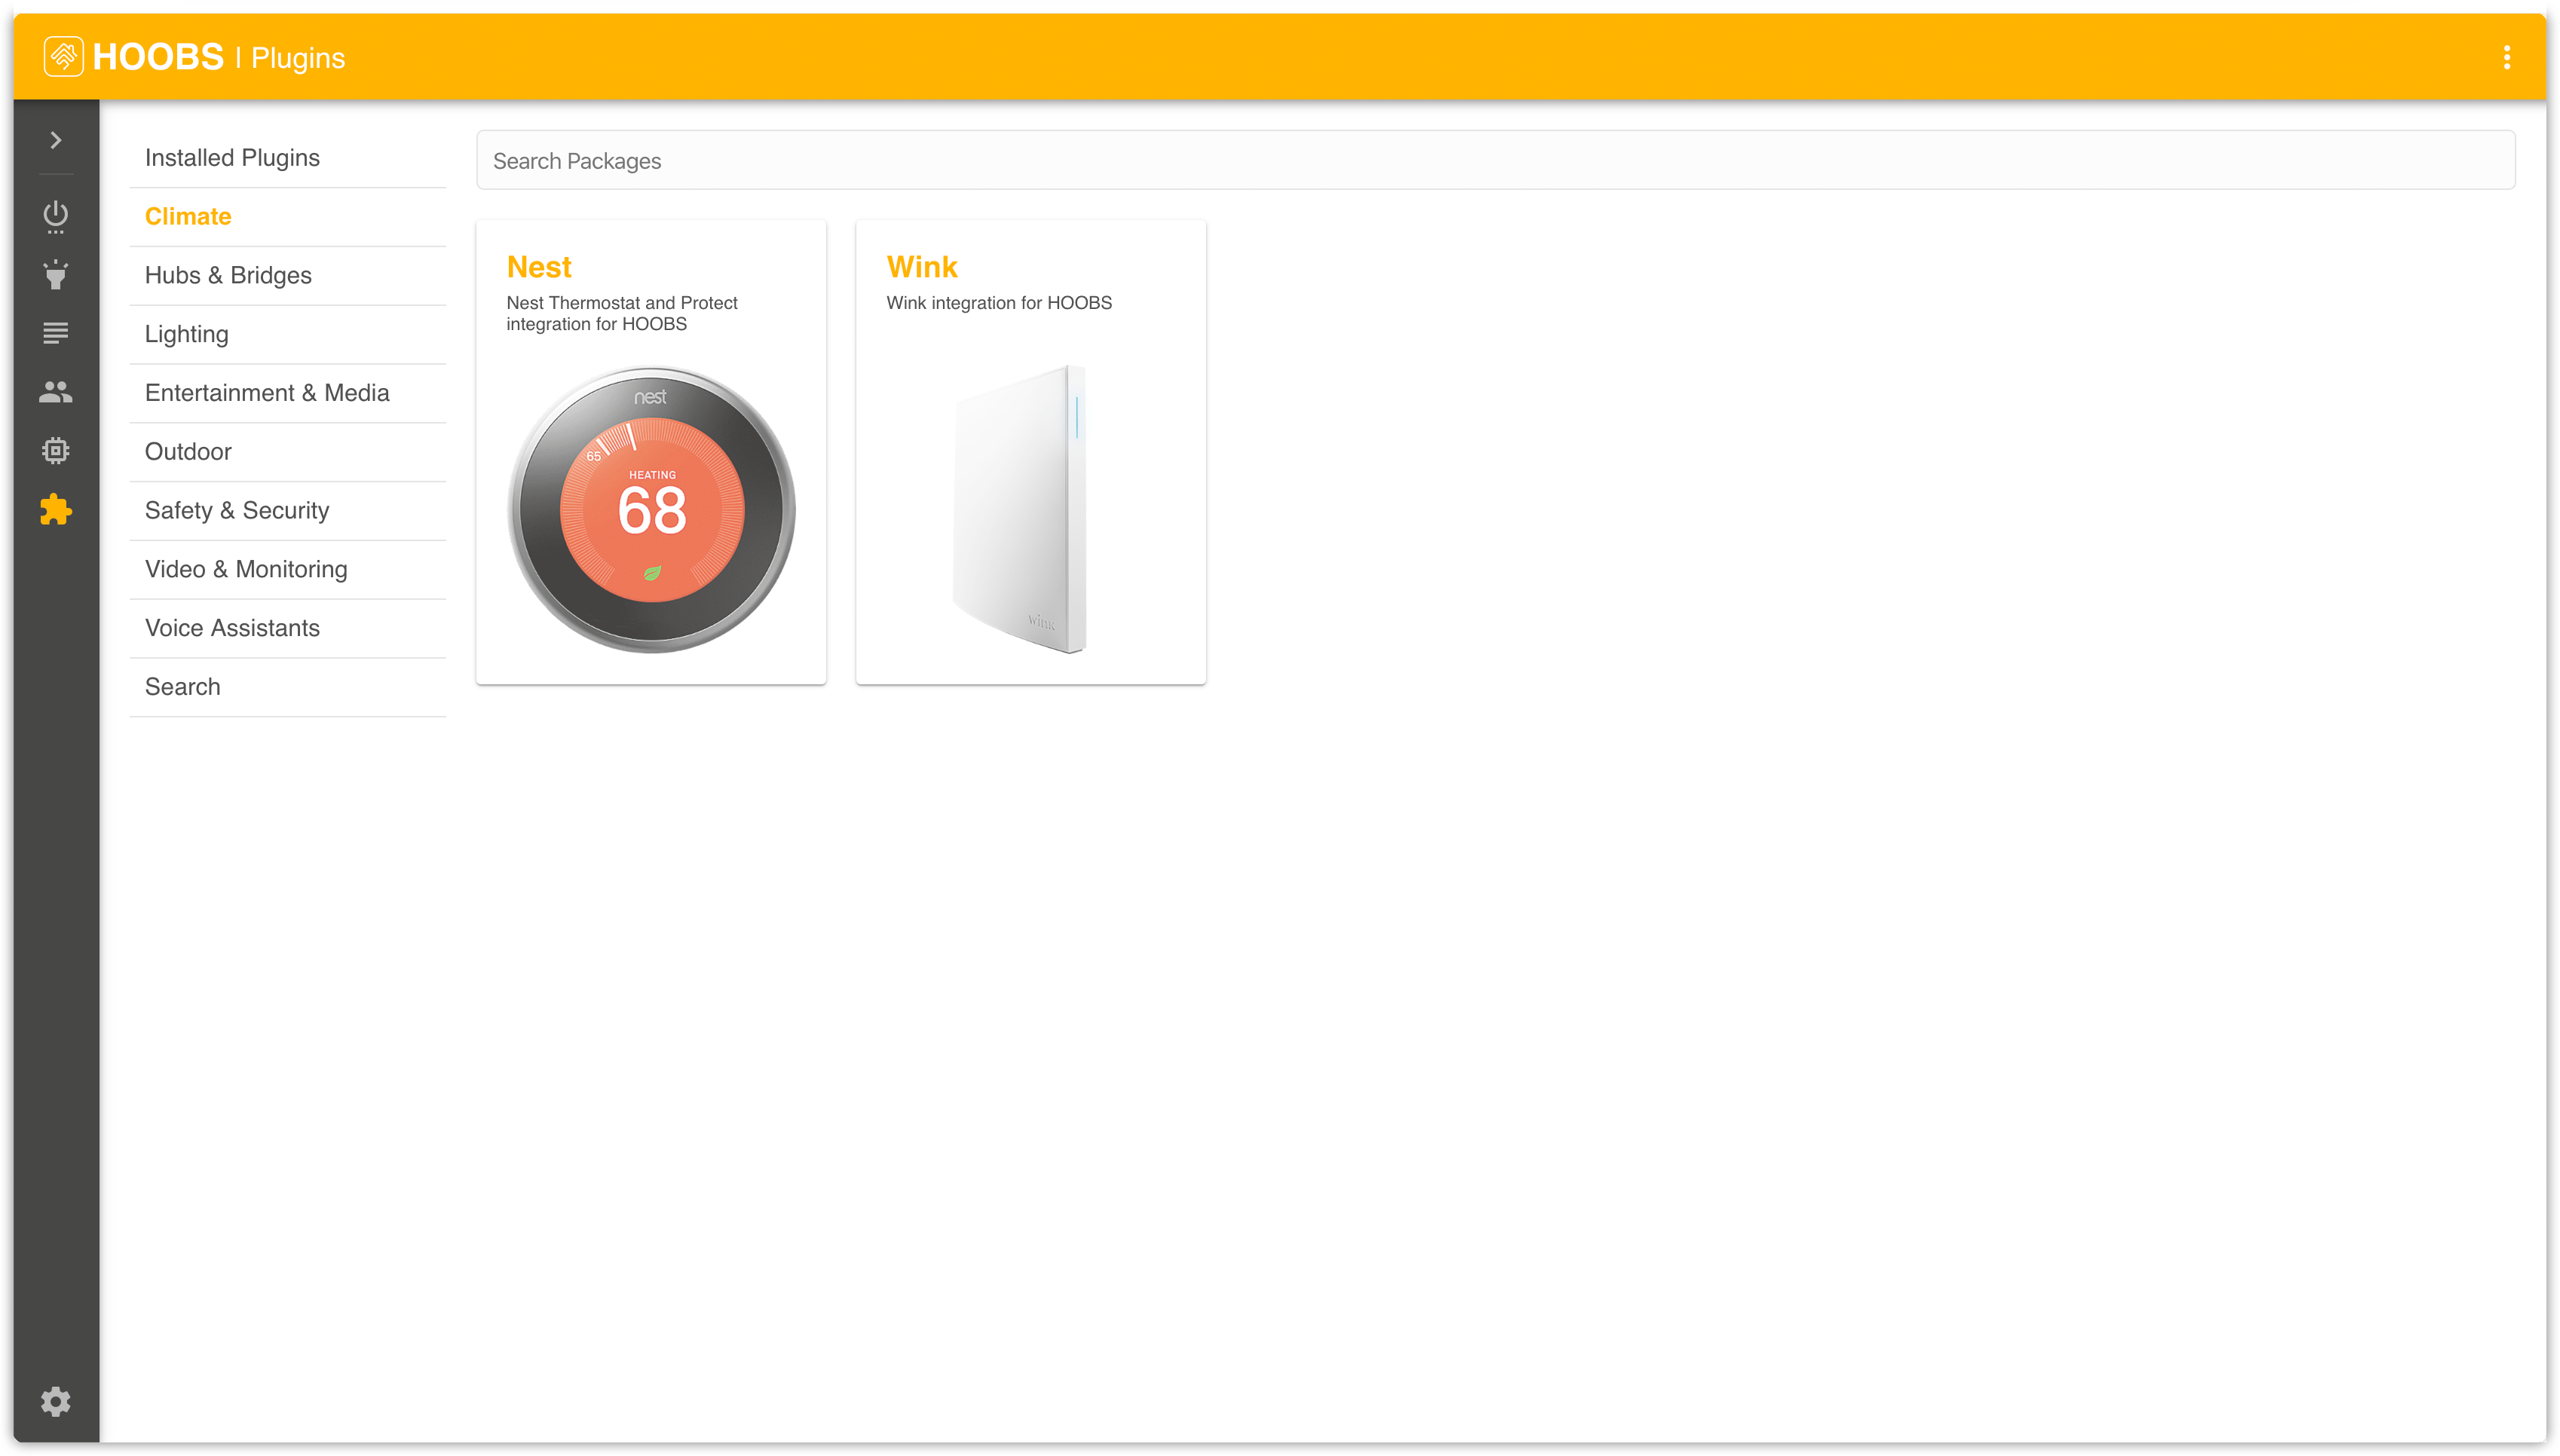 HOOBS | Plugins
Installed Plugins
Climate
Hubs & Bridges
Lighting
Entertainment & Media
Outdoor
Safety & Security
Video & Monitoring
Voice Assistants
Search
Search Packages
Nest
Nest Thermostat and Protect
integration for HOOBS
nest
65
HEATING
68
Wink
Wink integration for HOOBS
wink